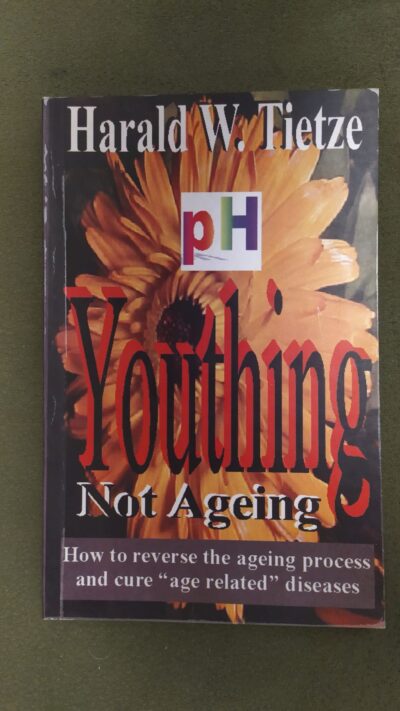 Harald W. Tietze
pH
Youthing
Not Ageing
How to reverse the ageing process
and cure “age related” diseases